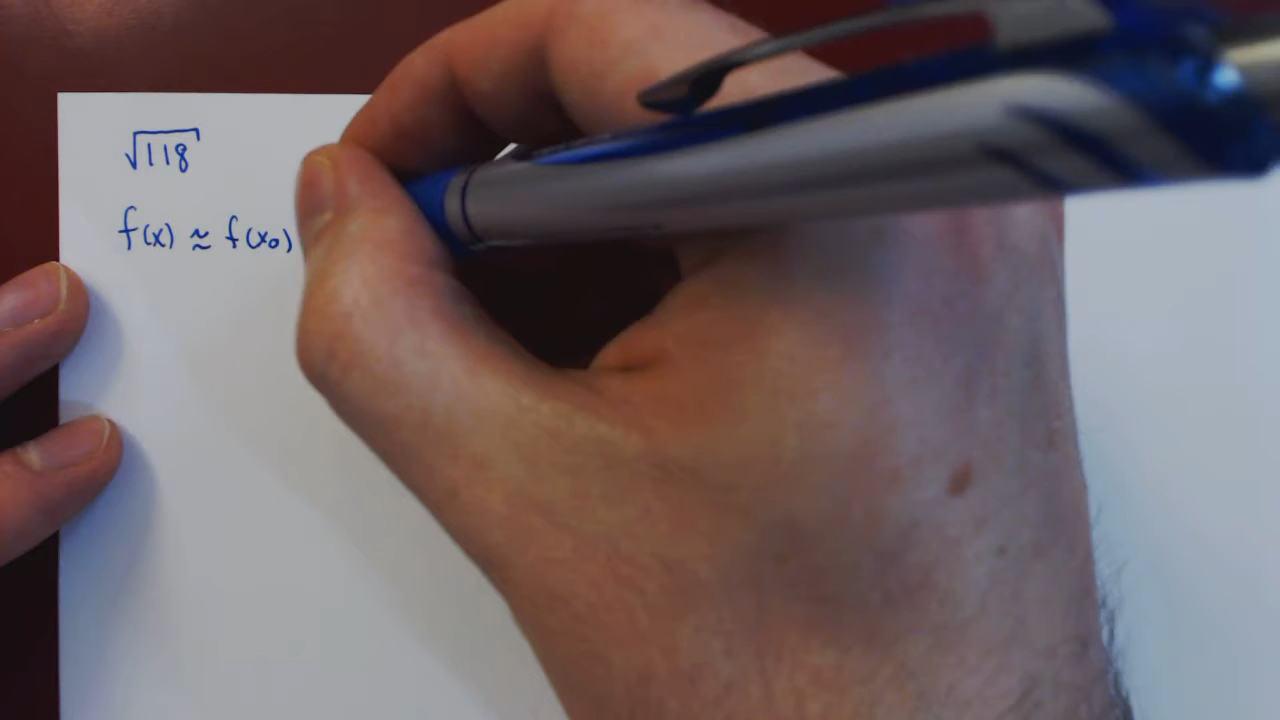 √118
f(x) ≈ f(x₀)